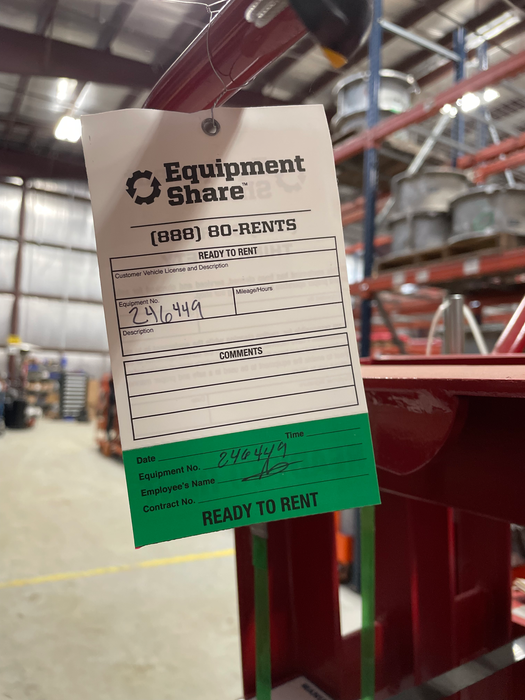 Equipment
Share™
(888) 80-RENTS
READY TO RENT
Customer Vehicle License and Description
Equipment No.
246449
Mileage/Hours
Description
COMMENTS
Date Time
Equipment No. 246449
Employee's Name
Contract No.
READY TO RENT